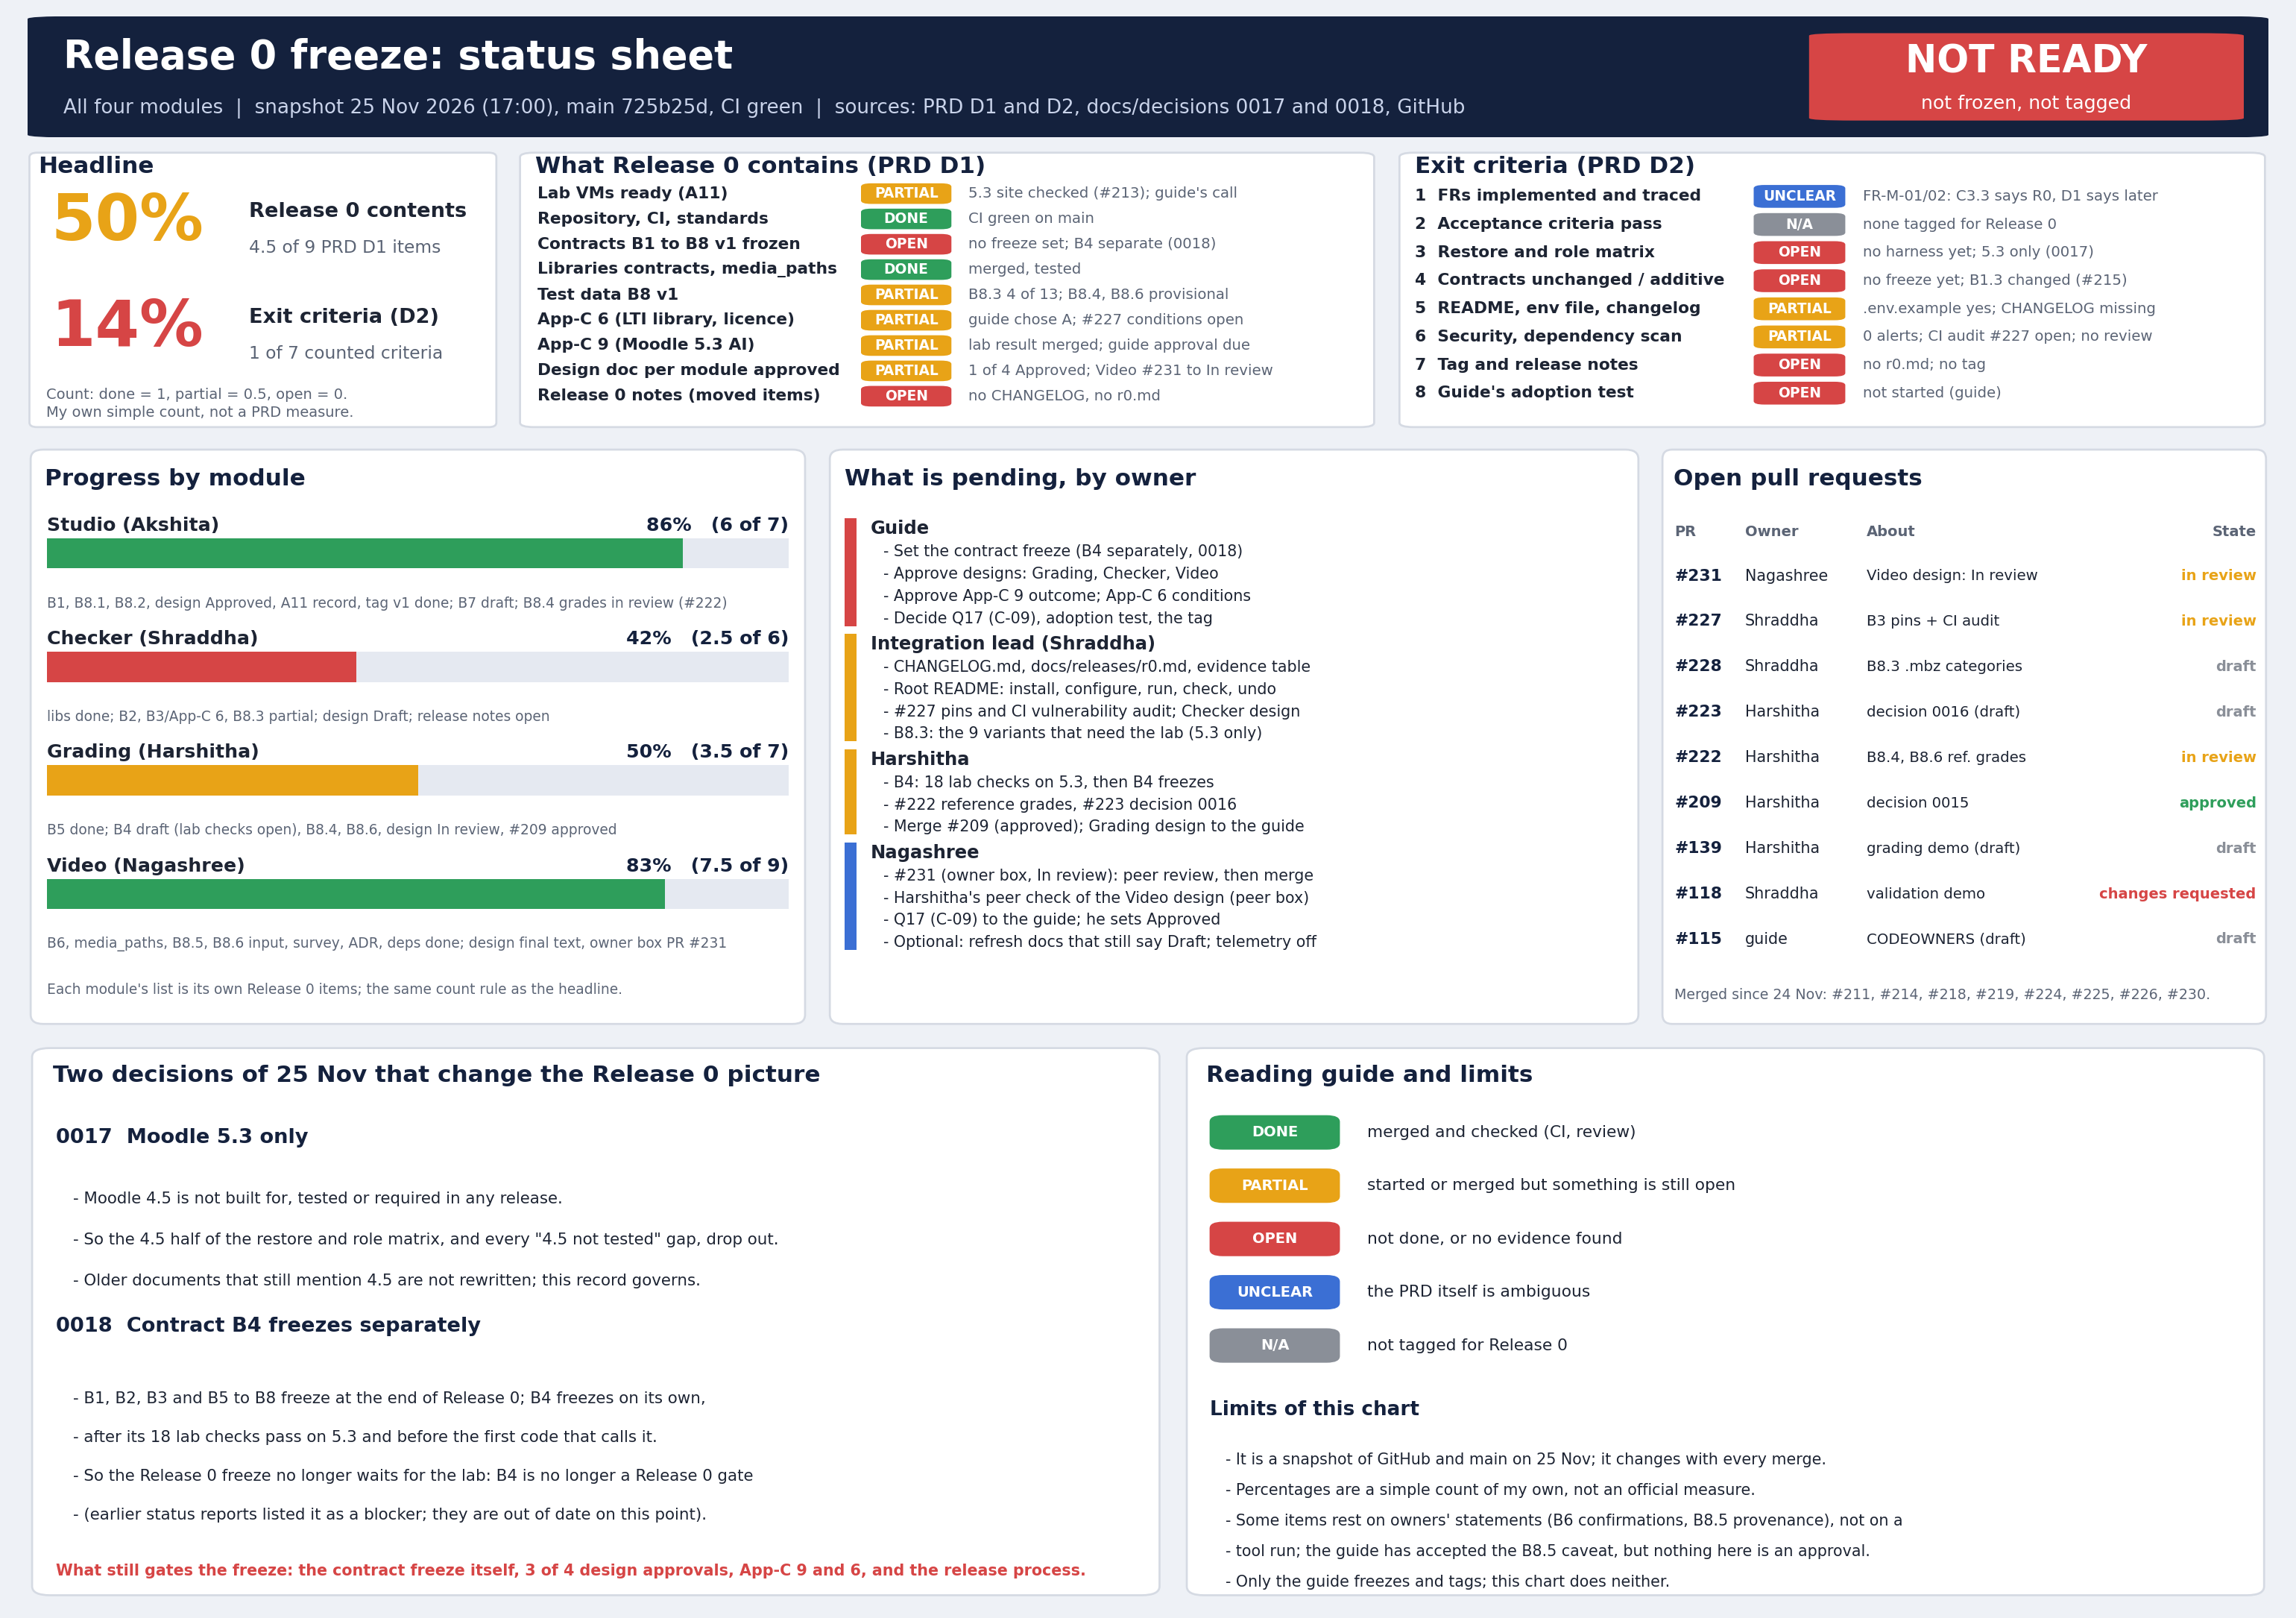 Release 0 freeze: status sheet
All four modules | snapshot 25 Nov 2026 (17:00), main 725b25d, CI green | sources: PRD D1 and D2, docs/decisions 0017 and 0018, GitHub
NOT READY
not frozen, not tagged
Headline
50%
Release 0 contents
4.5 of 9 PRD D1 items
14%
Exit criteria (D2)
1 of 7 counted criteria
Count: done = 1, partial = 0.5, open = 0.
My own simple count, not a PRD measure.
What Release 0 contains (PRD D1)
Lab VMs ready (A11) PARTIAL 5.3 site checked (#213); guide's call
Repository, CI, standards DONE CI green on main
Contracts B1 to B8 v1 frozen OPEN no freeze set; B4 separate (0018)
Libraries contracts, media_paths DONE merged, tested
Test data B8 v1 PARTIAL B8.3 4 of 13; B8.4, B8.6 provisional
App-C 6 (LTI library, licence) PARTIAL guide chose A; #227 conditions open
App-C 9 (Moodle 5.3 AI) PARTIAL lab result merged; guide approval due
Design doc per module approved PARTIAL 1 of 4 Approved; Video #231 to In review
Release 0 notes (moved items) OPEN no CHANGELOG, no r0.md
Exit criteria (PRD D2)
1 FRs implemented and traced UNCLEAR FR-M-01/02: C3.3 says R0, D1 says later
2 Acceptance criteria pass N/A none tagged for Release 0
3 Restore and role matrix OPEN no harness yet; 5.3 only (0017)
4 Contracts unchanged / additive OPEN no freeze yet; B1.3 changed (#215)
5 README, env file, changelog PARTIAL .env.example yes; CHANGELOG missing
6 Security, dependency scan PARTIAL 0 alerts; CI audit #227 open; no review
7 Tag and release notes OPEN no r0.md; no tag
8 Guide's adoption test OPEN not started (guide)
Progress by module
Studio (Akshita) 86% (6 of 7)
B1, B8.1, B8.2, design Approved, A11 record, tag v1 done; B7 draft; B8.4 grades in review (#222)
Checker (Shraddha) 42% (2.5 of 6)
libs done; B2, B3/App-C 6, B8.3 partial; design Draft; release notes open
Grading (Harshitha) 50% (3.5 of 7)
B5 done; B4 draft (lab checks open), B8.4, B8.6, design In review, #209 approved
Video (Nagashree) 83% (7.5 of 9)
B6, media_paths, B8.5, B8.6 input, survey, ADR, deps done; design final text, owner box PR #231
Each module's list is its own Release 0 items; the same count rule as the headline.
What is pending, by owner
Guide
- Set the contract freeze (B4 separately, 0018)
- Approve designs: Grading, Checker, Video
- Approve App-C 9 outcome; App-C 6 conditions
- Decide Q17 (C-09), adoption test, the tag
Integration lead (Shraddha)
- CHANGELOG.md, docs/releases/r0.md, evidence table
- Root README: install, configure, run, check, undo
- #227 pins and CI vulnerability audit; Checker design
- B8.3: the 9 variants that need the lab (5.3 only)
Harshitha
- B4: 18 lab checks on 5.3, then B4 freezes
- #222 reference grades, #223 decision 0016
- Merge #209 (approved); Grading design to the guide
Nagashree
- #231 (owner box, In review): peer review, then merge
- Harshitha's peer check of the Video design (peer box)
- Q17 (C-09) to the guide; he sets Approved
- Optional: refresh docs that still say Draft; telemetry off
Open pull requests
PR Owner About State
#231 Nagashree Video design: In review in review
#227 Shraddha B3 pins + CI audit in review
#228 Shraddha B8.3 .mbz categories draft
#223 Harshitha decision 0016 (draft) draft
#222 Harshitha B8.4, B8.6 ref. grades in review
#209 Harshitha decision 0015 approved
#139 Harshitha grading demo (draft) draft
#118 Shraddha validation demo changes requested
#115 guide CODEOWNERS (draft) draft
Merged since 24 Nov: #211, #214, #218, #219, #224, #225, #226, #230.
Two decisions of 25 Nov that change the Release 0 picture
0017 Moodle 5.3 only
- Moodle 4.5 is not built for, tested or required in any release.
- So the 4.5 half of the restore and role matrix, and every "4.5 not tested" gap, drop out.
- Older documents that still mention 4.5 are not rewritten; this record governs.
0018 Contract B4 freezes separately
- B1, B2, B3 and B5 to B8 freeze at the end of Release 0; B4 freezes on its own,
- after its 18 lab checks pass on 5.3 and before the first code that calls it.
- So the Release 0 freeze no longer waits for the lab: B4 is no longer a Release 0 gate
- (earlier status reports listed it as a blocker; they are out of date on this point).
What still gates the freeze: the contract freeze itself, 3 of 4 design approvals, App-C 9 and 6, and the release process.
Reading guide and limits
DONE merged and checked (CI, review)
PARTIAL started or merged but something is still open
OPEN not done, or no evidence found
UNCLEAR the PRD itself is ambiguous
N/A not tagged for Release 0
Limits of this chart
- It is a snapshot of GitHub and main on 25 Nov; it changes with every merge.
- Percentages are a simple count of my own, not an official measure.
- Some items rest on owners' statements (B6 confirmations, B8.5 provenance), not on a
- tool run; the guide has accepted the B8.5 caveat, but nothing here is an approval.
- Only the guide freezes and tags; this chart does neither.